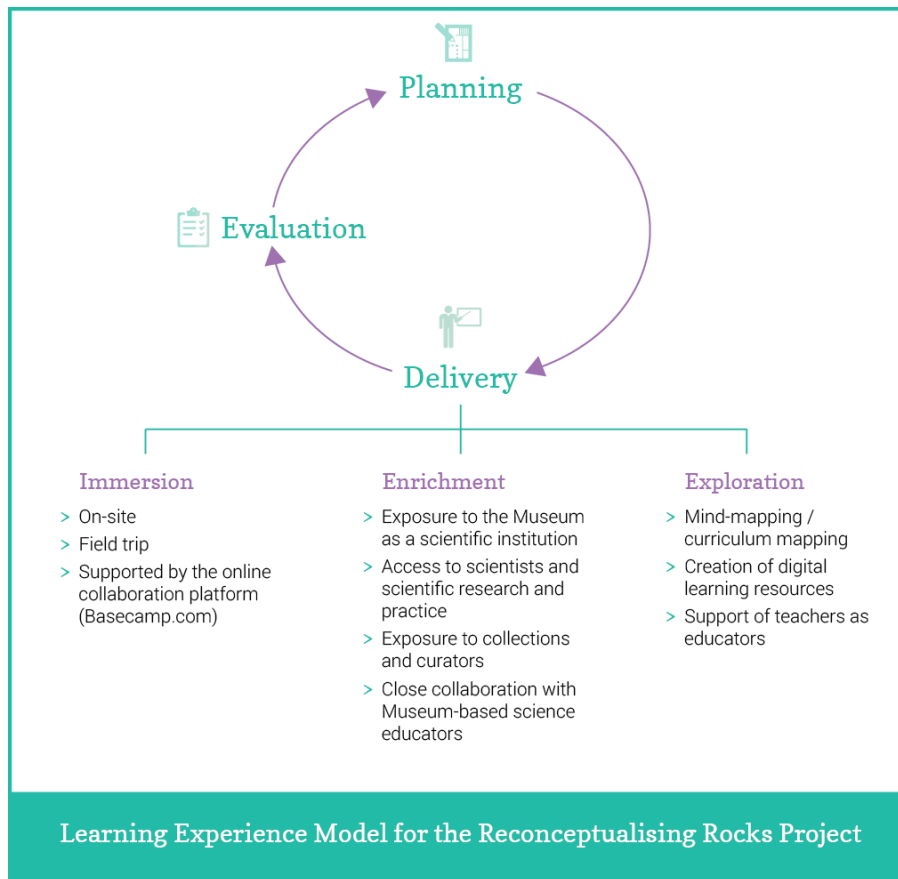 Planning
Evaluation
Delivery
Immersion
> On-site
> Field trip
> Supported by the online
collaboration platform
(Basecamp.com)
Enrichment
> Exposure to the Museum
as a scientific institution
> Access to scientists and
scientific research and
practice
> Exposure to collections
and curators
> Close collaboration with
Museum-based science
educators
Exploration
> Mind-mapping /
curriculum mapping
> Creation of digital
learning resources
> Support of teachers as
educators
Learning Experience Model for the Reconceptualising Rocks Project